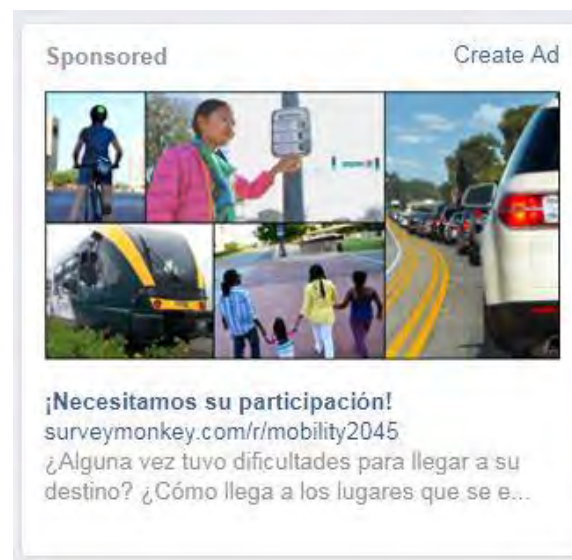 Sponsored
Create Ad
¡Necesitamos su participación!
surveymonkey.com/r/mobility2045
¿Alguna vez tuvo dificultades para llegar a su
destino? ¿Cómo llega a los lugares que se e...